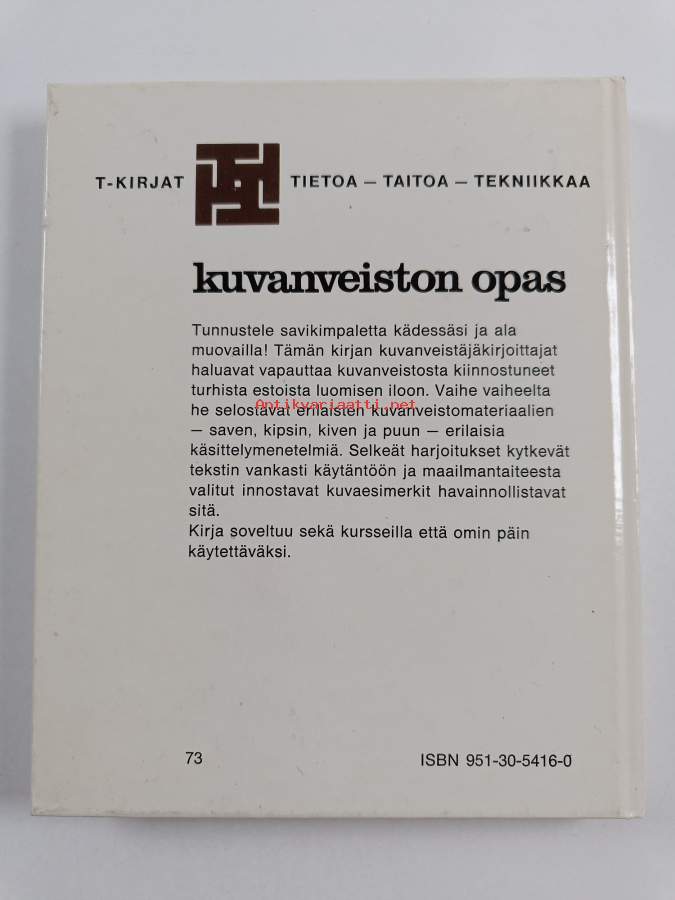 T-KIRJAT TIETOA — TAITOA — TEKNIIKKAA
kuvanveiston opas
Tunnustele savikimpaletta kädessäsi ja ala
muovailla! Tämän kirjan kuvanveistäjäkirjoittajat
haluavat vapauttaa kuvanveistosta kiinnostuneet
turhista estoista luomisen iloon. Vaihe vaiheelta
Antikvariaatti.net
he selostavat erilaisten kuvanveistomateriaalien
— saven, kipsin, kiven ja puun — erilaisia
käsittelymenetelmiä. Selkeät harjoitukset kytkevät
tekstin vankasti käytäntöön ja maailmantaiteesta
valitut innostavat kuvaesimerkit havainnollistavat
sitä.
Kirja soveltuu sekä kursseilla että omin päin
käytettäväksi.
73 ISBN 951-30-5416-0